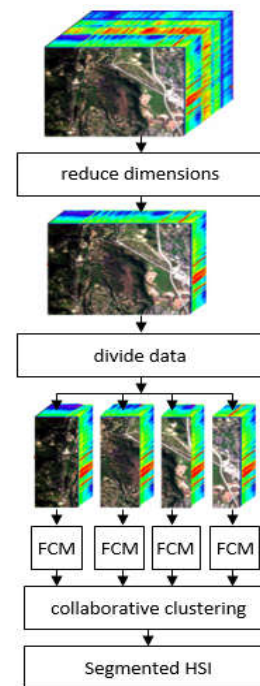 reduce dimensions
divide data
FCM FCM FCM FCM
collaborative clustering
Segmented HSI